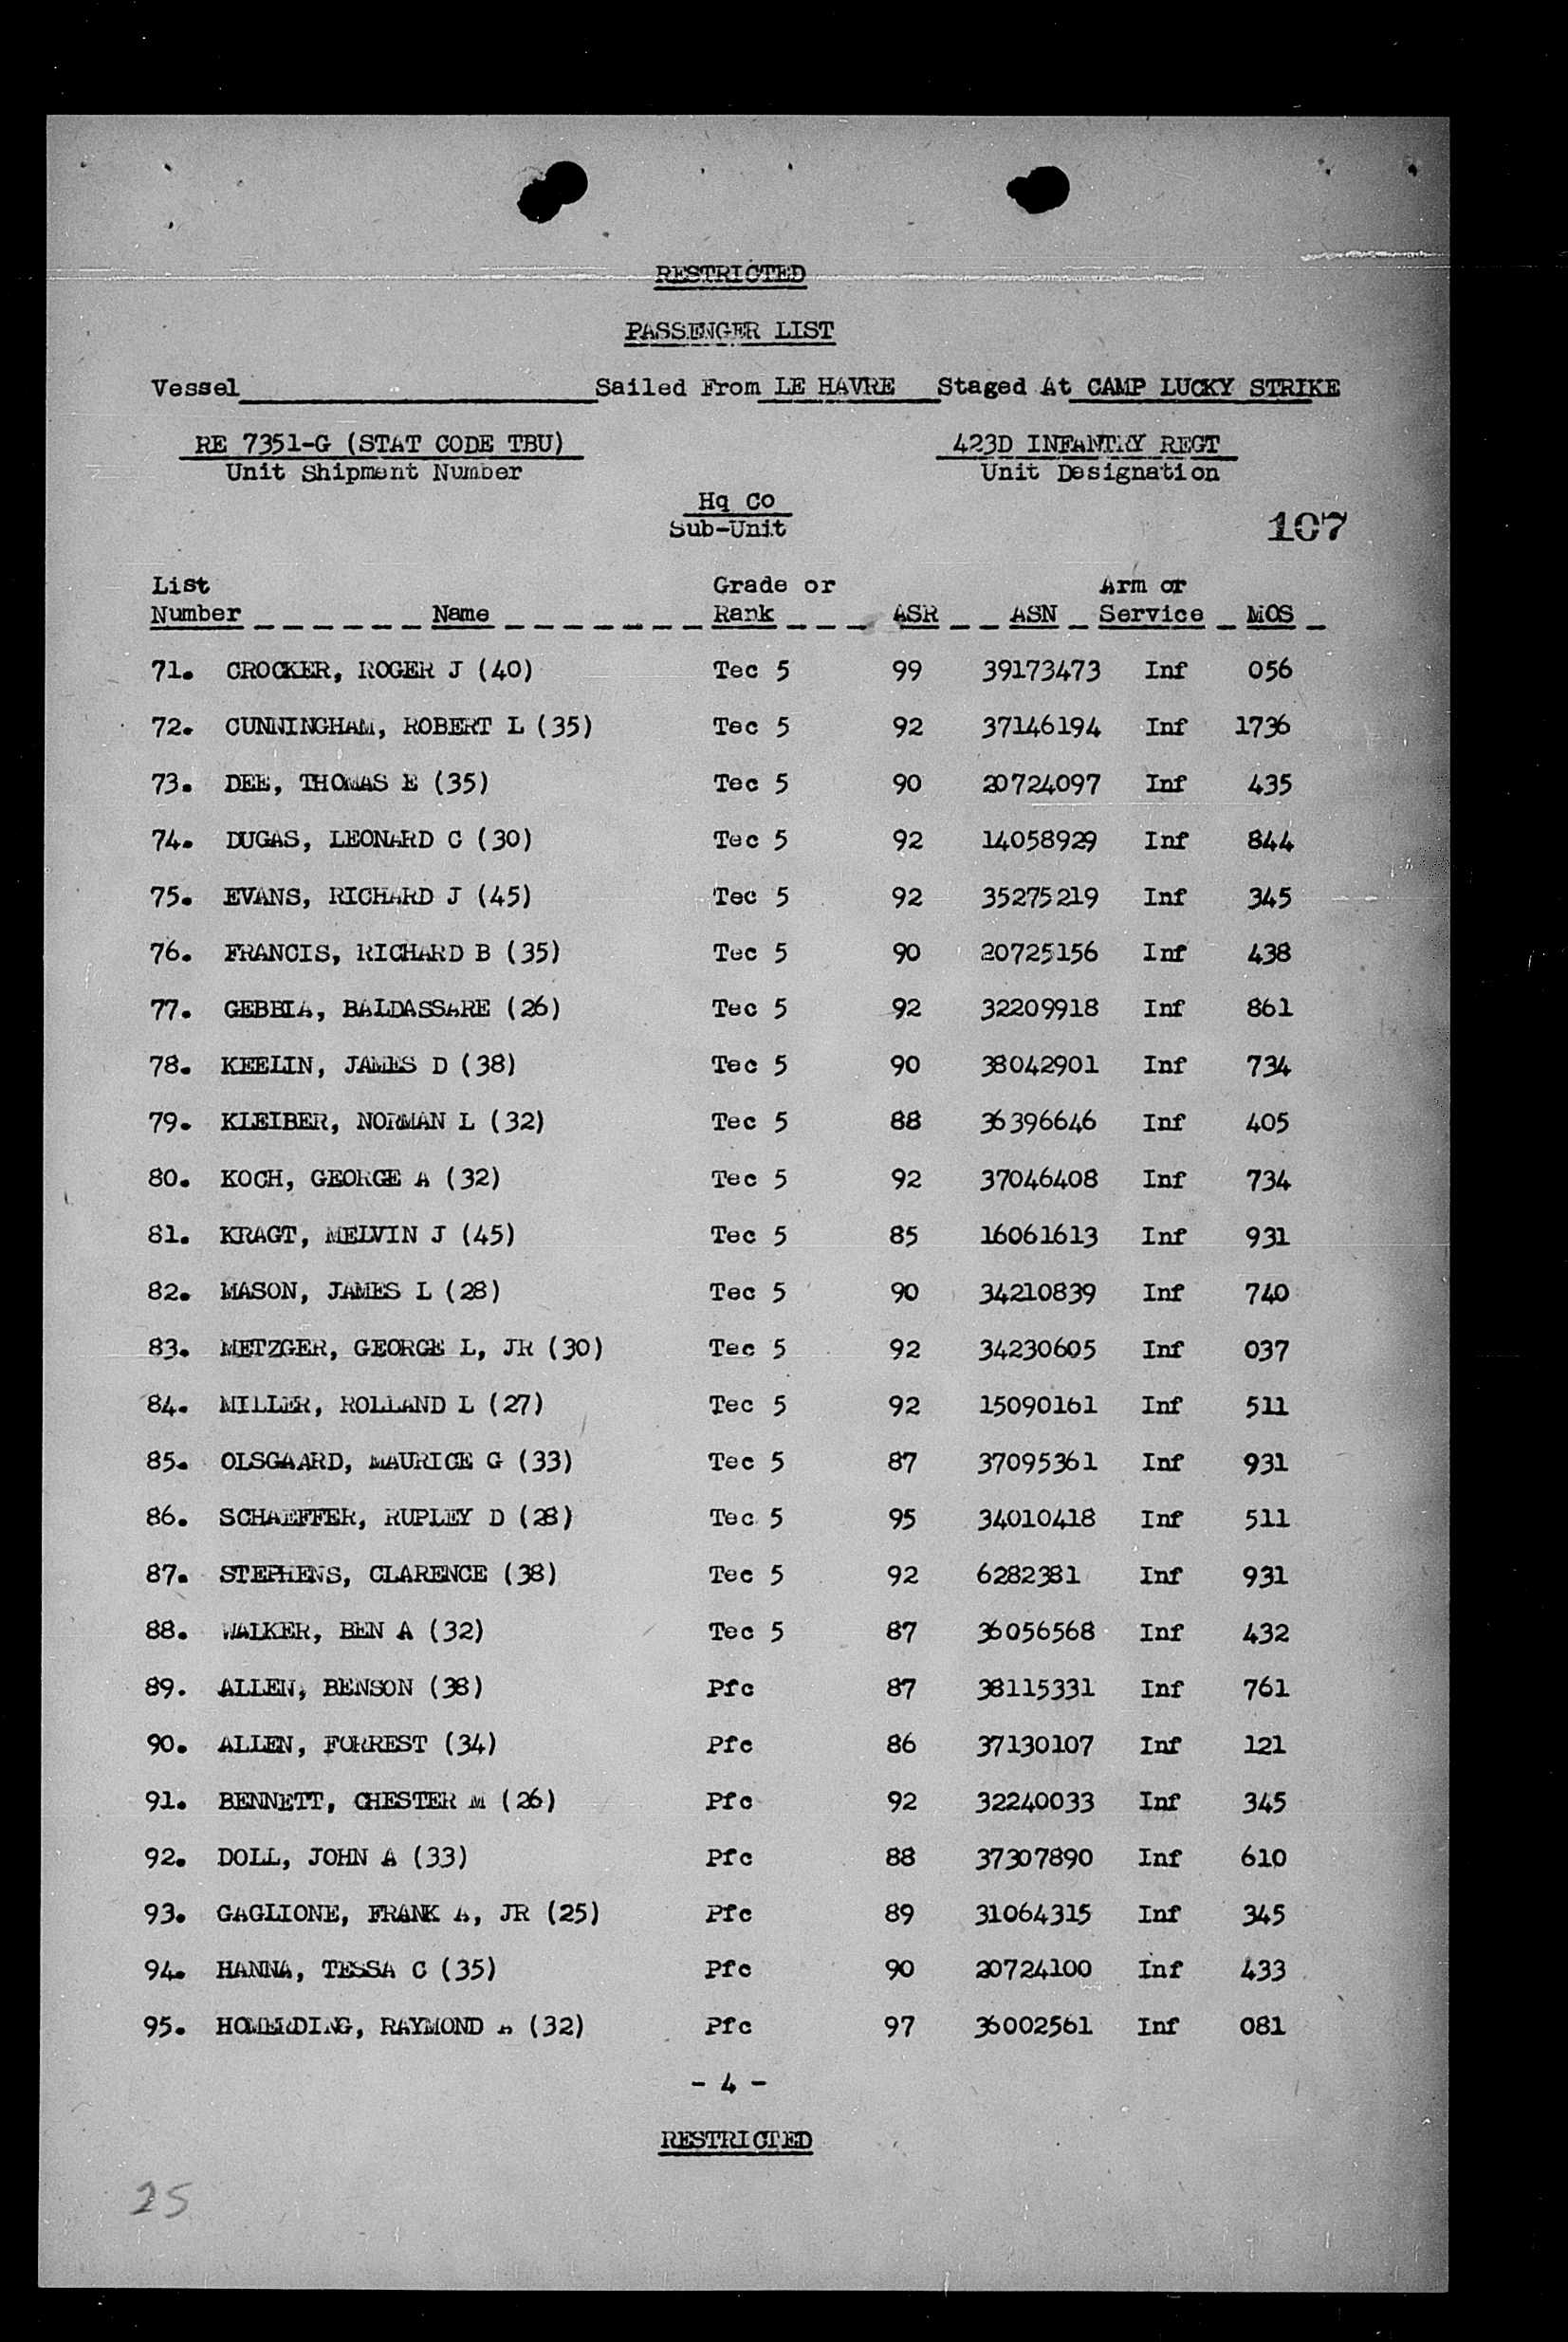 RESTRICTED
PASSENGER LIST
Vessel Sailed From LE HAVRE Staged At CAMP LUCKY STRIKE
RE 7351-G (STAT CODE TBU) 423D INFANTRY REGT
Unit Shipment Number Unit Designation
Hq Co
Sub-Unit
107
List Grade or Arm or
Number Name Rank ASR ASN Service MOS
71. CROCKER, ROGER J (40) Tec 5 99 39173473 Inf 056
72. CUNNINGHAM, ROBERT L (35) Tec 5 92 37146194 Inf 1736
73. DEE, THOMAS E (35) Tec 5 90 20724097 Inf 435
74. DUGAS, LEONARD C (30) Tec 5 92 14058929 Inf 844
75. EVANS, RICHARD J (45) Tec 5 92 35275219 Inf 345
76. FRANCIS, RICHARD B (35) Tec 5 90 20725156 Inf 438
77. GEBBIA, BALDASSARE (26) Tec 5 92 32209918 Inf 861
78. KEELIN, JAMES D (38) Tec 5 90 38042901 Inf 734
79. KLEIBER, NORMAN L (32) Tec 5 88 36396646 Inf 405
80. KOCH, GEORGE A (32) Tec 5 92 37046408 Inf 734
81. KRAGT, MELVIN J (45) Tec 5 85 16061613 Inf 931
82. MASON, JAMES L (28) Tec 5 90 34210839 Inf 740
83. METZGER, GEORGE L, JR (30) Tec 5 92 34230605 Inf 037
84. MILLER, ROLLAND L (27) Tec 5 92 15090161 Inf 511
85. OLSGAARD, MAURICE G (33) Tec 5 87 37095361 Inf 931
86. SCHAEFFER, RUPLEY D (28) Tec 5 95 34010418 Inf 511
87. STEPHENS, CLARENCE (38) Tec 5 92 6282381 Inf 931
88. WALKER, BEN A (32) Tec 5 87 36056568 Inf 432
89. ALLEN, BENSON (38) Pfc 87 38115331 Inf 761
90. ALLEN, FORREST (34) Pfc 86 37130107 Inf 121
91. BENNETT, CHESTER M (26) Pfc 92 32240033 Inf 345
92. DOLL, JOHN A (33) Pfc 88 37307890 Inf 610
93. GAGLIONE, FRANK A, JR (25) Pfc 89 31064315 Inf 345
94. HANNA, TESSA C (35) Pfc 90 20724100 Inf 433
95. HOMERDING, RAYMOND A (32) Pfc 97 36002561 Inf 081
- 4 -
RESTRICTED
25